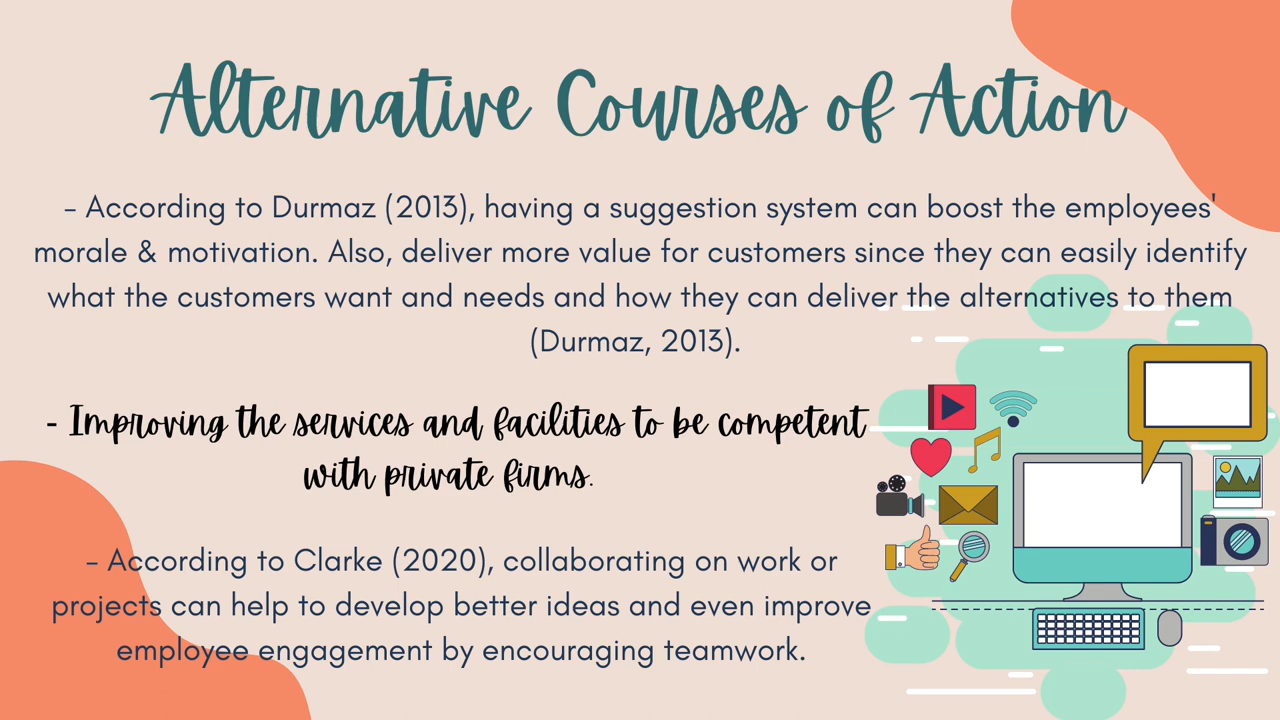 Alternative Courses of Action
- According to Durmaz (2013), having a suggestion system can boost the employees'
morale & motivation. Also, deliver more value for customers since they can easily identify
what the customers want and needs and how they can deliver the alternatives to them
(Durmaz, 2013).
- Improving the services and facilities to be competent
with private firms.
- According to Clarke (2020), collaborating on work or
projects can help to develop better ideas and even improve
employee engagement by encouraging teamwork.